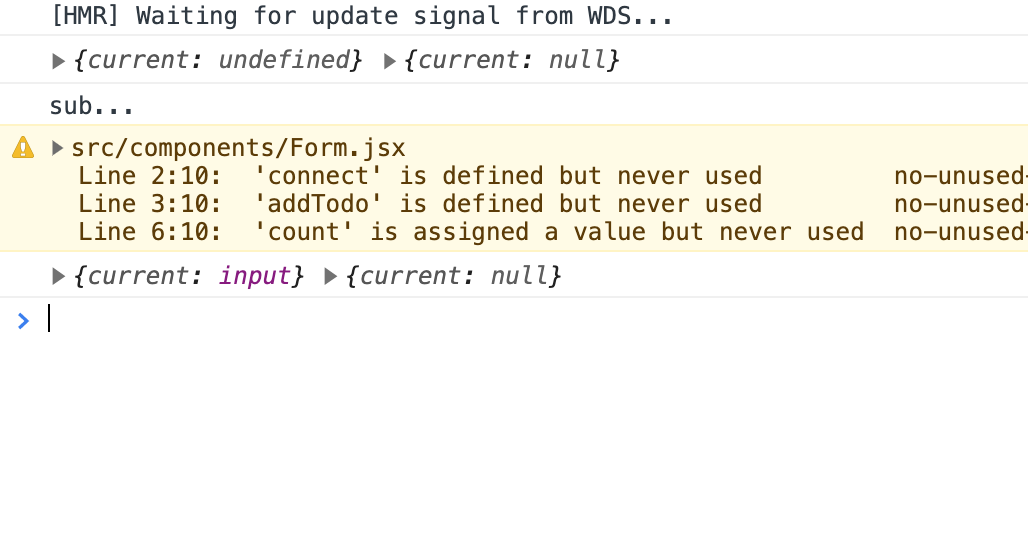 [HMR] Waiting for update signal from WDS...
{current: undefined} {current: null}
sub...
src/components/Form.jsx
Line 2:10: 'connect' is defined but never used no-unused-
Line 3:10: 'addTodo' is defined but never used no-unused-
Line 6:10: 'count' is assigned a value but never used no-unused-
{current: input} {current: null}